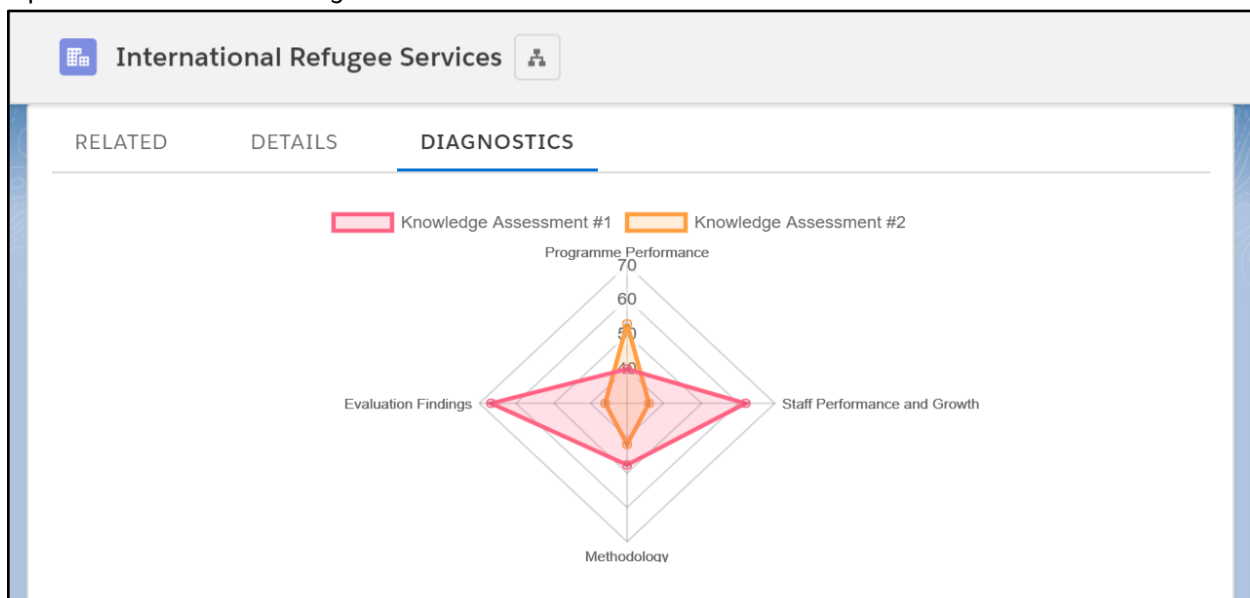 International Refugee Services
RELATED DETAILS DIAGNOSTICS
Knowledge Assessment #1 Knowledge Assessment #2
Programme Performance
70
60
50
40
Evaluation Findings Staff Performance and Growth
Methodology